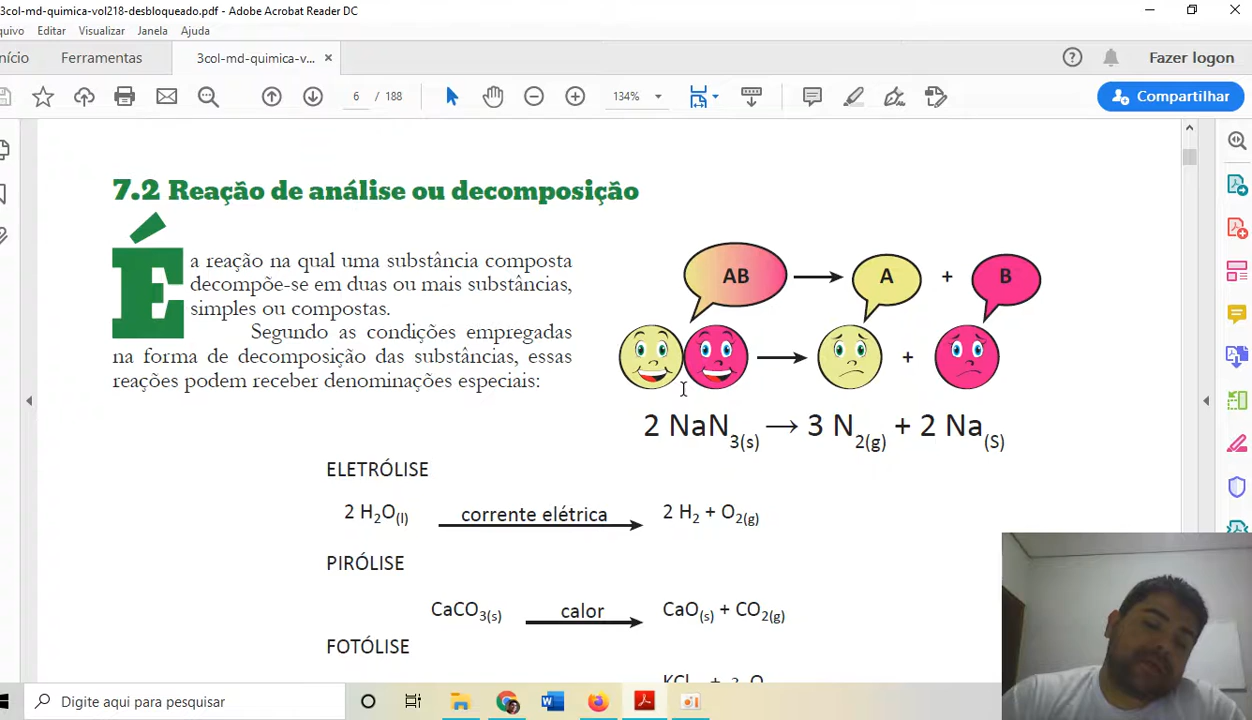 3col-md-quimica-vol218-desbloqueado.pdf - Adobe Acrobat Reader DC
quivo Editar Visualizar Janela Ajuda
nício Ferramentas 3col-md-quimica-v... × Fazer logon
6 / 188 134% Compartilhar
7.2 Reação de análise ou decomposição
É a reação na qual uma substância composta
decompõe-se em duas ou mais substâncias,
simples ou compostas.
Segundo as condições empregadas
na forma de decomposição das substâncias, essas
reações podem receber denominações especiais:
AB → A + B
→ +
2 NaN3(s) → 3 N2(g) + 2 Na(S)
ELETRÓLISE
2 H2O(l) corrente elétrica 2 H2 + O2(g)
PIRÓLISE
CaCO3(s) calor CaO(s) + CO2(g)
FOTÓLISE
Digite aqui para pesquisar